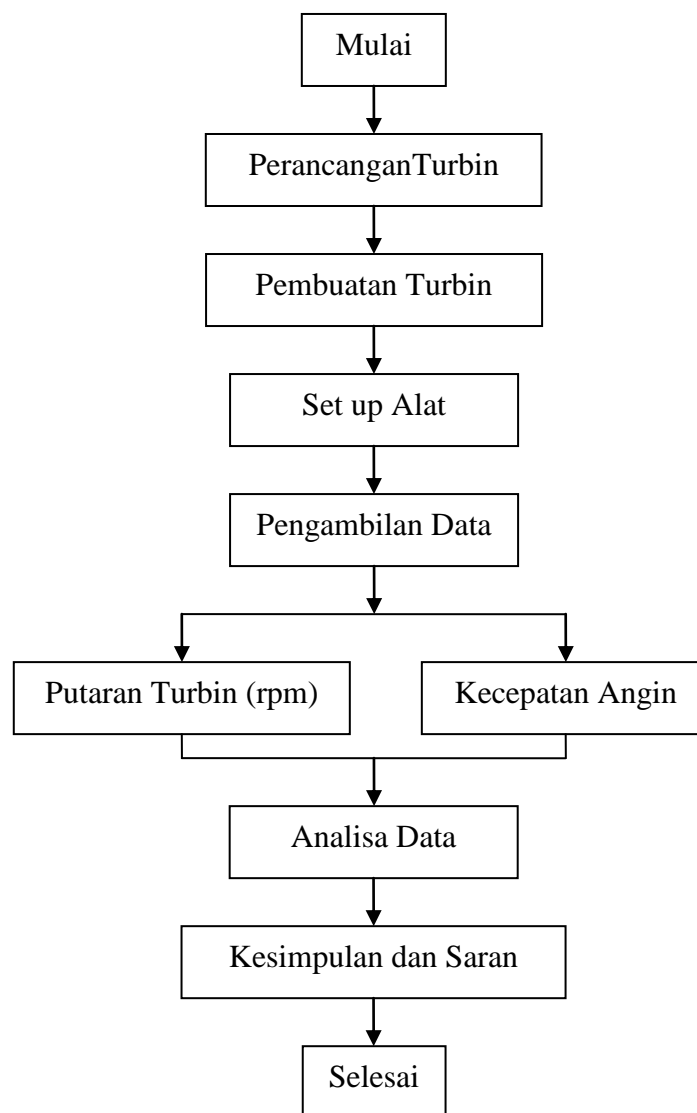 Mulai
PerancanganTurbin
Pembuatan Turbin
Set up Alat
Pengambilan Data
Putaran Turbin (rpm)
Kecepatan Angin
Analisa Data
Kesimpulan dan Saran
Selesai